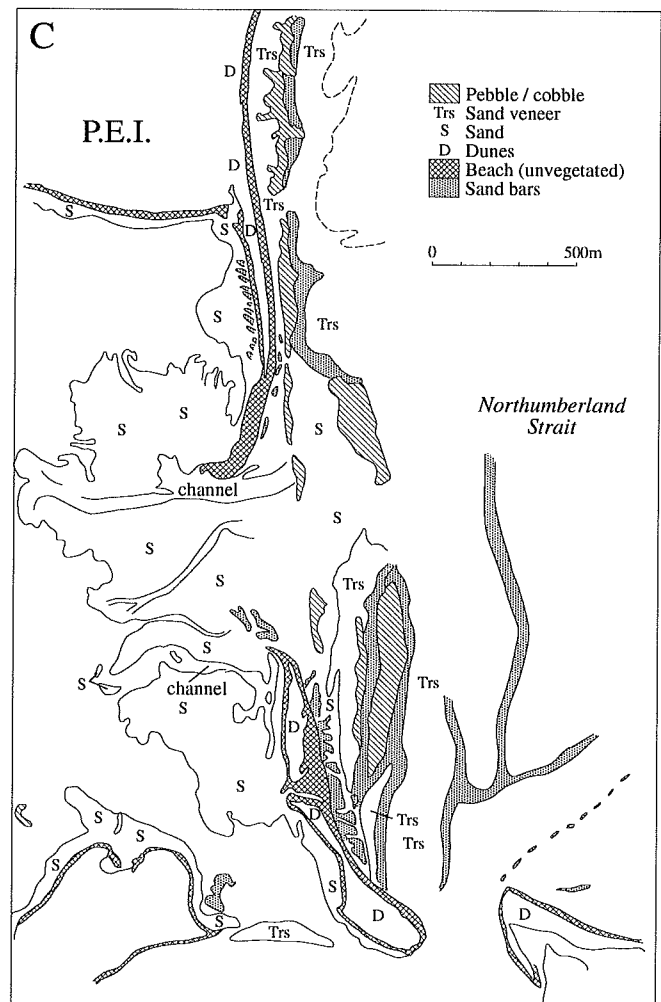 C
P.E.I.
Pebble / cobble
Trs Sand veneer
S Sand
D Dunes
Beach (unvegetated)
Sand bars
0 500m
Trs
Trs
D
D
Trs
S
S
D
S
Trs
Northumberland
Strait
S
S
S
channel
S
S
S
Trs
S
S
channel
S
Trs
S
D
S
D
Trs
Trs
S
S
S
S
D
S
Trs
D